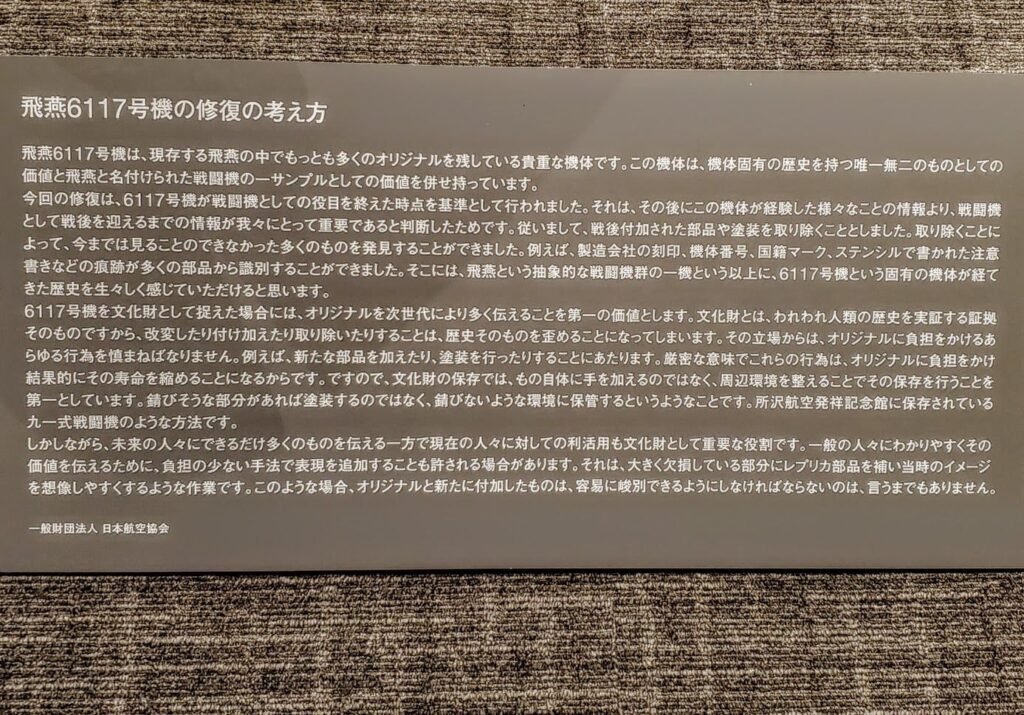 飛燕6117号機の修復の考え方
飛燕6117号機は、現存する飛燕の中でもっとも多くのオリジナルを残している貴重な機体です。この機体は、機体固有の歴史を持つ唯一無二のものとしての
価値と飛燕と名付けられた戦闘機の一サンプルとしての価値を併せ持っています。
今回の修復は、6117号機が戦闘機としての役目を終えた時点を基準として行われました。それは、その後にこの機体が経験した様々なことの情報より、戦闘機
として戦後を迎えるまでの情報が我々にとって重要であると判断したためです。従いまして、戦後付加された部品や塗装を取り除くこととしました。取り除くことに
よって、今までは見ることのできなかった多くのものを発見することができました。例えば、製造会社の刻印、機体番号、国籍マーク、ステンシルで書かれた注意
書きなどの痕跡が多くの部品から識別することができました。そこには、飛燕という抽象的な戦闘機群の一機という以上に、6117号機という固有の機体が経て
きた歴史を生々しく感じていただけると思います。
6117号機を文化財として捉えた場合には、オリジナルを次世代により多く伝えることを第一の価値とします。文化財とは、われわれ人類の歴史を実証する証拠
そのものですから、改変したり付け加えたり取り除いたりすることは、歴史そのものを歪めることになってしまいます。その立場からは、オリジナルに負担をかけるあ
らゆる行為を慎まねばなりません。例えば、新たな部品を加えたり、塗装を行ったりすることにあたります。厳密な意味でこれらの行為は、オリジナルに負担をかけ
結果的にその寿命を縮めることになるからです。ですので、文化財の保存では、もの自体に手を加えるのではなく、周辺環境を整えることでその保存を行うことを
第一としています。錆びそうな部分があれば塗装するのではなく、錆びないような環境に保管するというようなことです。所沢航空発祥記念館に保存されている
九一式戦闘機のような方法です。
しかしながら、未来の人々にできるだけ多くのものを伝える一方で現在の人々に対しての利活用も文化財として重要な役割です。一般の人々にわかりやすくその
価値を伝えるために、負担の少ない手法で表現を追加することも許される場合があります。それは、大きく欠損している部分にレプリカ部品を補い当時のイメージ
を想像しやすくするような作業です。このような場合、オリジナルと新たに付加したものは、容易に峻別できるようにしなければならないのは、言うまでもありません。
一般財団法人 日本航空協会